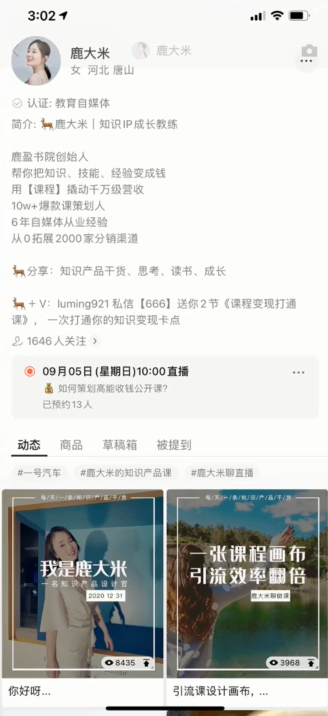 3:02
鹿大米
鹿大米
女 河北 唐山
认证: 教育自媒体
简介: 🦌鹿大米｜知识IP成长教练
鹿盈书院创始人
帮你把知识、技能、经验变成钱
用【课程】撬动千万级营收
10w+爆款课策划人
6年自媒体从业经验
从0拓展2000家分销渠道
🦌分享：知识产品干货、思考、读书、成长
🦌＋V：luming921 私信【666】送你2节《课程变现打通
课》，一次打通你的知识变现卡点
1646人关注 >
09月05日(星期日)10:00直播
💰 如何策划高能收钱公开课?
已预约13人
动态 商品 草稿箱 被提到
#一号汽车 #鹿大米的知识产品课 #鹿大米聊直播
每/天/一/条/知/识/产/品/干/货
我是鹿大米
一名知识产品设计官
2020 12 31
8435
你好呀...
每/天/一/条/知/识/产/品/干/货
一张课程画布
引流效率翻倍
鹿大米聊做课
3968
引流课设计画布，...